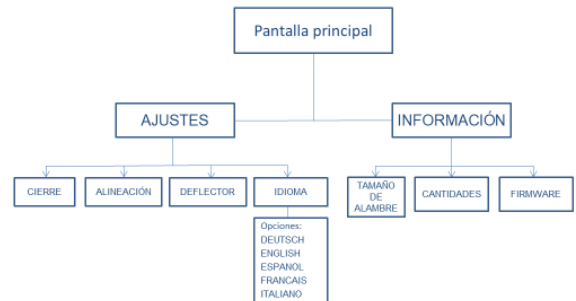 Pantalla principal
AJUSTES
INFORMACIÓN
CIERRE
ALINEACIÓN
DEFLECTOR
IDIOMA
TAMAÑO
DE
ALAMBRE
CANTIDADES
FIRMWARE
Opciones:
DEUTSCH
ENGLISH
ESPANOL
FRANCAIS
ITALIANO